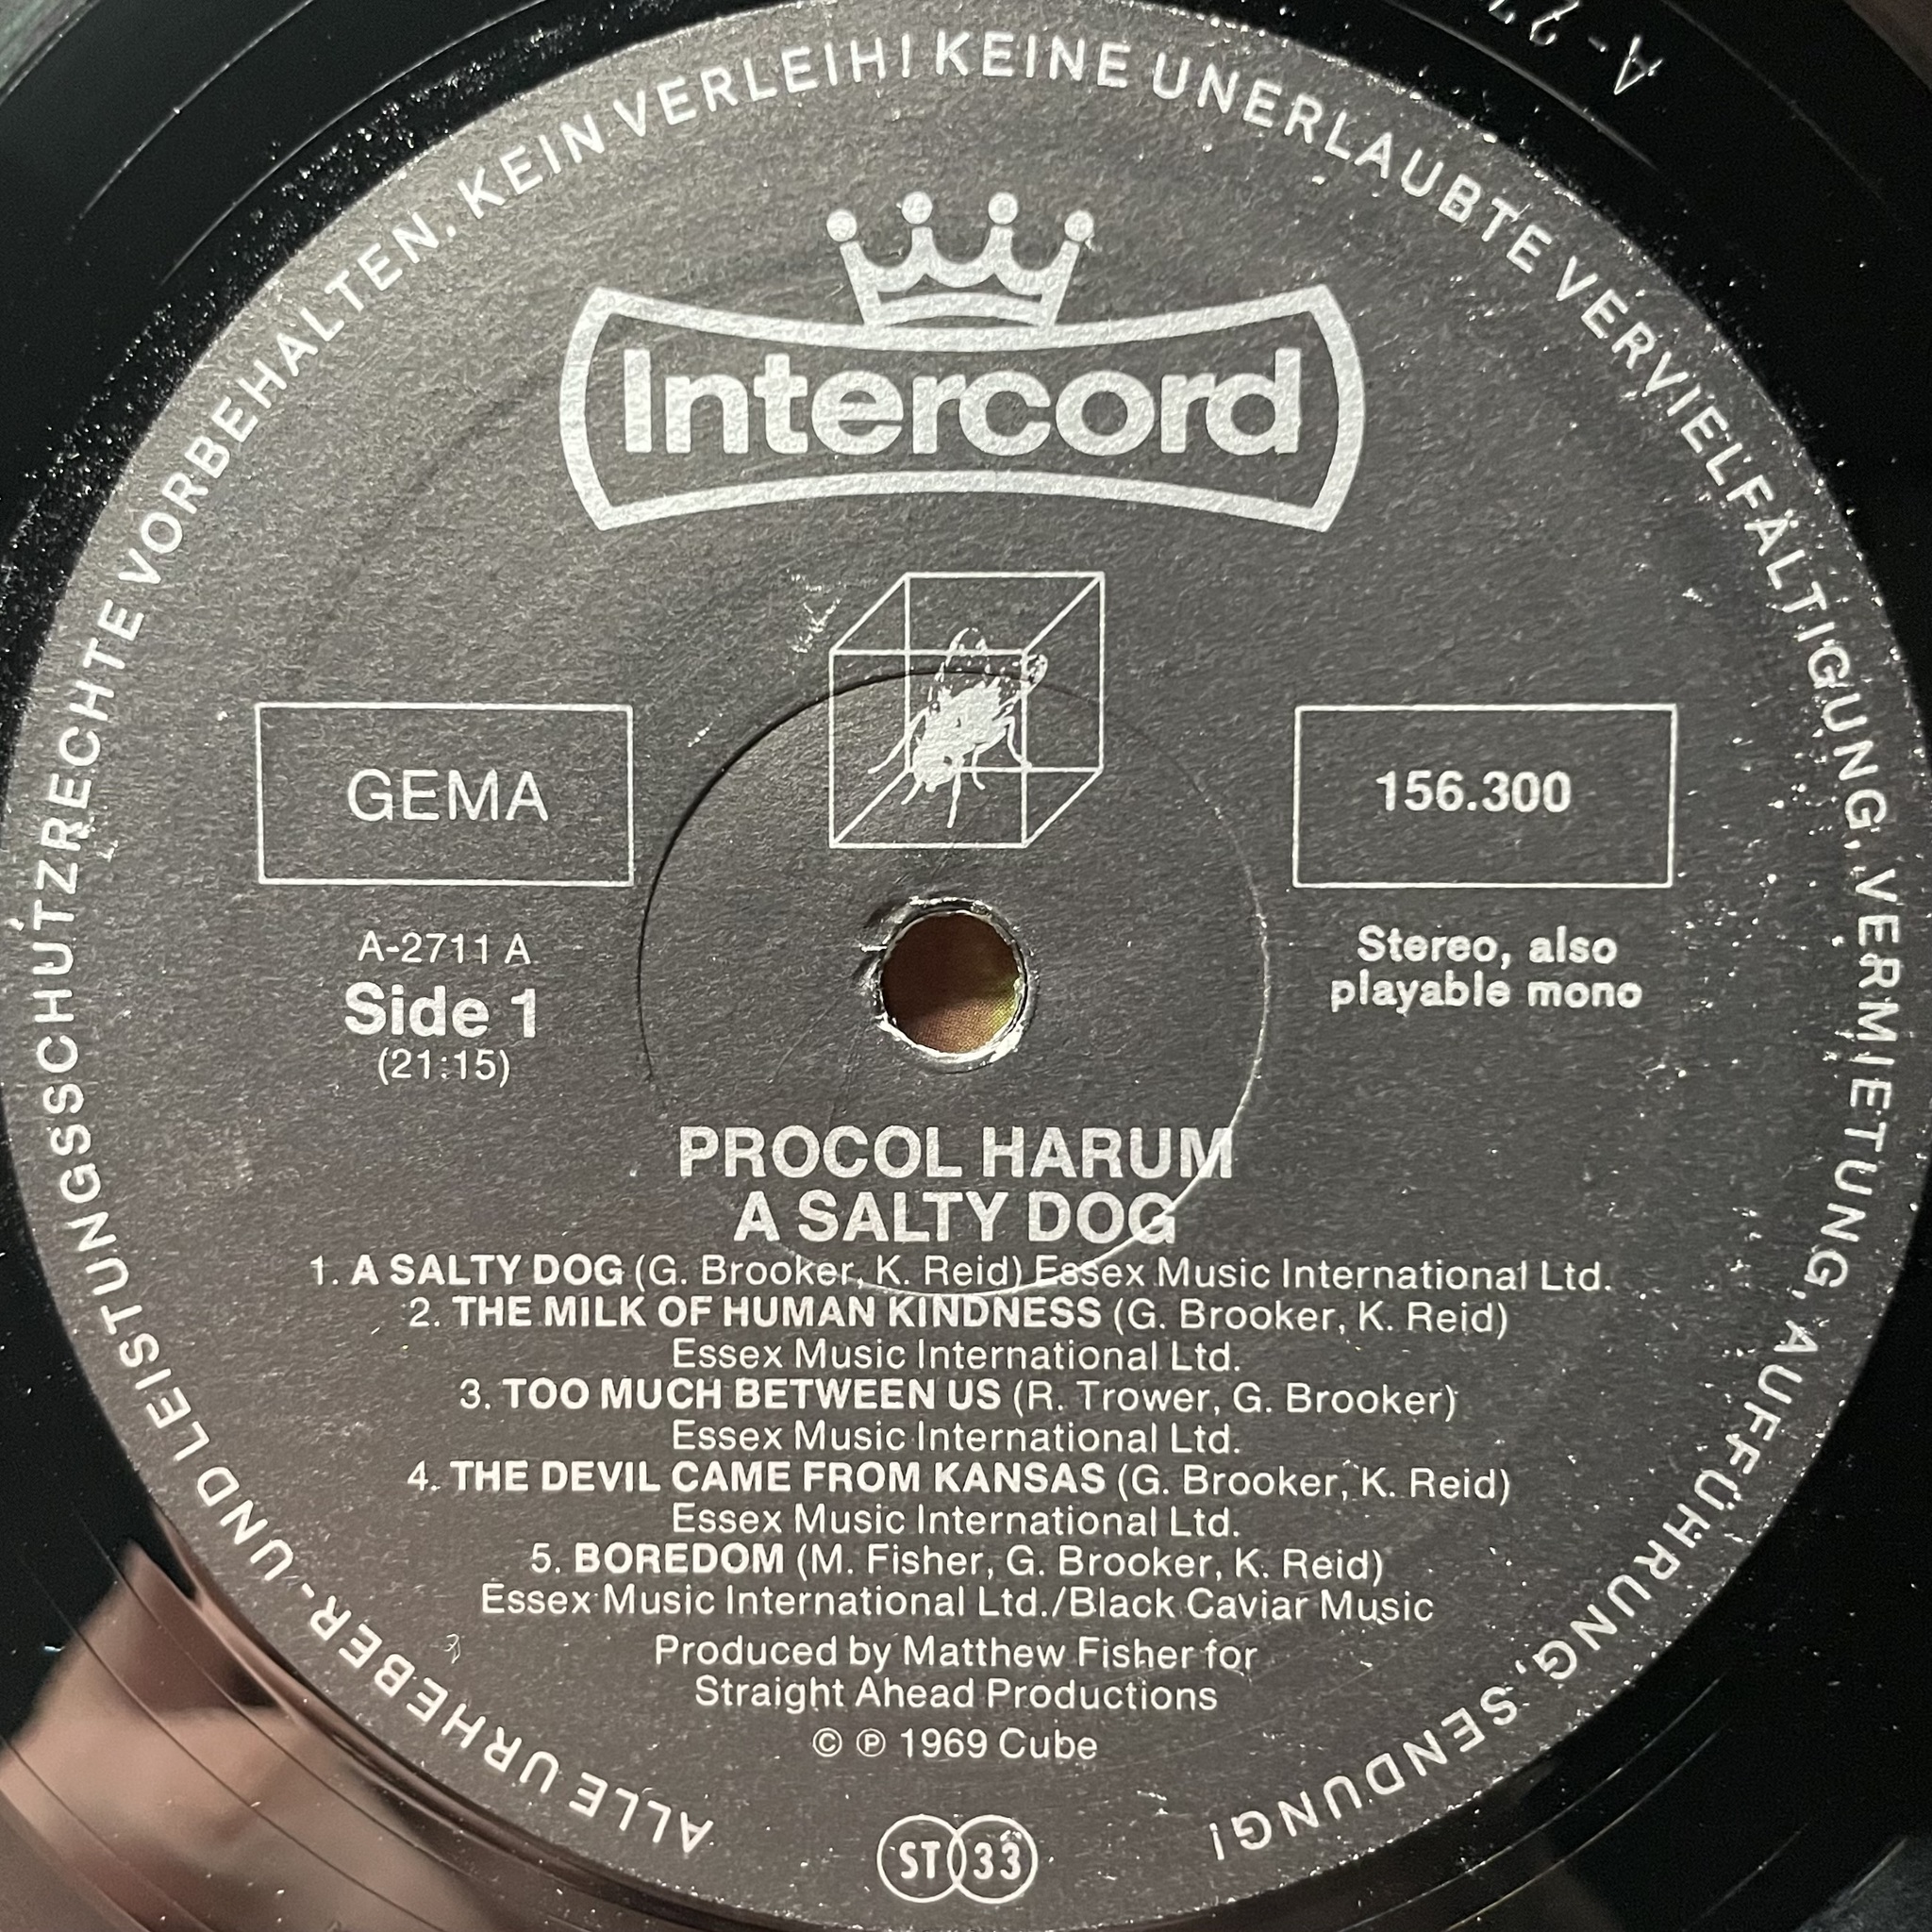 ALLE URHEBER- UND LEISTUNGSSCHUTZRECHTE VORBEHALTEN. KEIN VERLEIH! KEINE UNERLAUBTE VERVIELFÄLTIGUNG, VERMIETUNG, AUFFÜHRUNG, SENDUNG!
Intercord
GEMA
156.300
A-2711 A
Side 1
(21:15)
Stereo, also
playable mono
PROCOL HARUM
A SALTY DOG
1. A SALTY DOG (G. Brooker, K. Reid) Essex Music International Ltd.
2. THE MILK OF HUMAN KINDNESS (G. Brooker, K. Reid)
Essex Music International Ltd.
3. TOO MUCH BETWEEN US (R. Trower, G. Brooker)
Essex Music International Ltd.
4. THE DEVIL CAME FROM KANSAS (G. Brooker, K. Reid)
Essex Music International Ltd.
5. BOREDOM (M. Fisher, G. Brooker, K. Reid)
Essex Music International Ltd./Black Caviar Music
Produced by Matthew Fisher for
Straight Ahead Productions
© ℗ 1969 Cube
ST 33